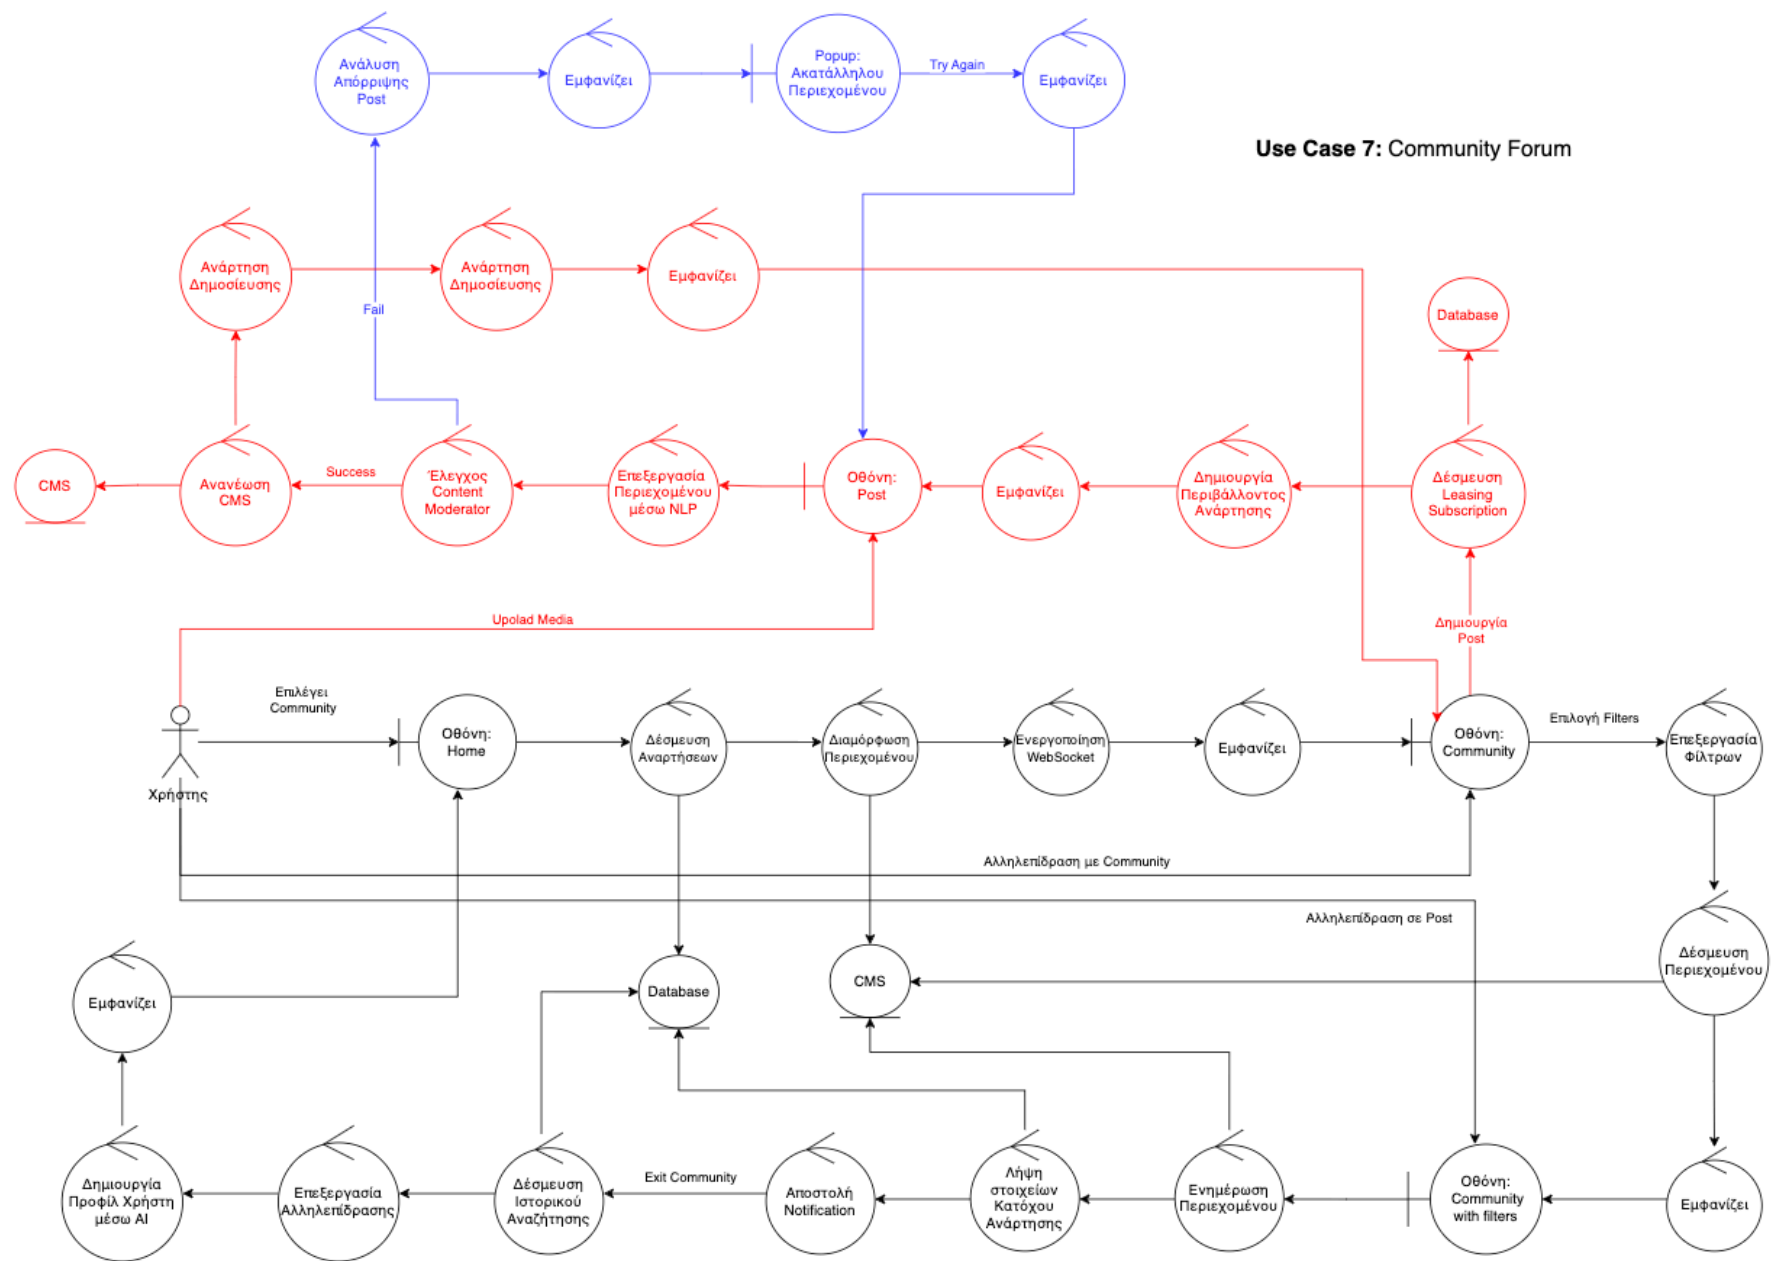 Ανάλυση
Απόρριψης
Post
Εμφανίζει
Popup:
Ακατάλληλου
Περιεχομένου
Try Again
Εμφανίζει
Use Case 7: Community Forum
Ανάρτηση
Δημοσίευσης
Ανάρτηση
Δημοσίευσης
Εμφανίζει
Fail
Database
CMS
Ανανέωση
CMS
Success
Έλεγχος
Content
Moderator
Επεξεργασία
Περιεχομένου
μέσω NLP
Οθόνη:
Post
Εμφανίζει
Δημιουργία
Περιβάλλοντος
Ανάρτησης
Δέσμευση
Leasing
Subscription
Upolad Media
Δημιουργία
Post
Χρήστης
Επιλέγει
Community
Οθόνη:
Home
Δέσμευση
Αναρτήσεων
Διαμόρφωση
Περιεχομένου
Ενεργοποίηση
WebSocket
Εμφανίζει
Οθόνη:
Community
Επιλογή Filters
Επεξεργασία
Φίλτρων
Αλληλεπίδραση με Community
Αλληλεπίδραση σε Post
Εμφανίζει
Database
CMS
Δέσμευση
Περιεχομένου
Δημιουργία
Προφίλ Χρήστη
μέσω AI
Επεξεργασία
Αλληλεπίδρασης
Δέσμευση
Ιστορικού
Αναζήτησης
Exit Community
Αποστολή
Notification
Λήψη
στοιχείων
Κατόχου
Ανάρτησης
Ενημέρωση
Περιεχομένου
Οθόνη:
Community
with filters
Εμφανίζει